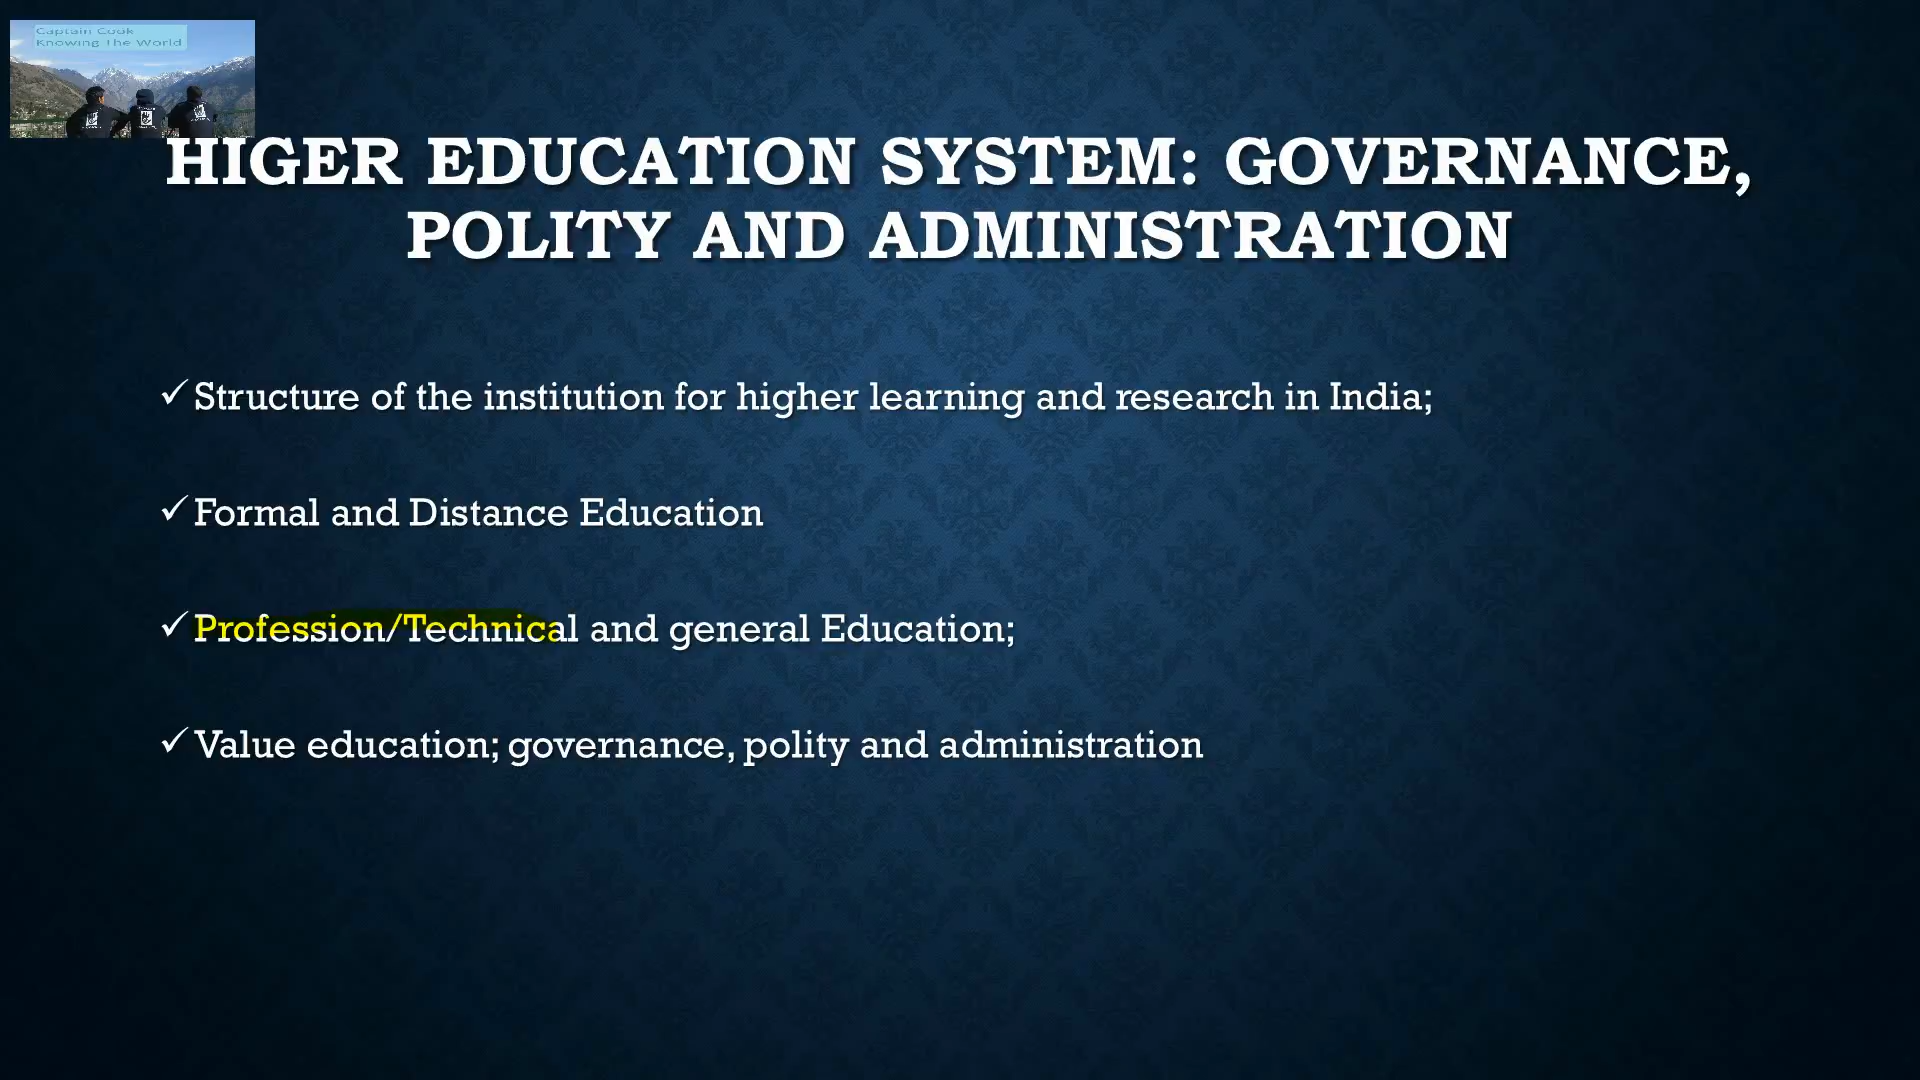 Captain Cook
Knowing The World
HIGER EDUCATION SYSTEM: GOVERNANCE,
POLITY AND ADMINISTRATION
✓Structure of the institution for higher learning and research in India;
✓Formal and Distance Education
✓Profession/Technical and general Education;
✓Value education; governance, polity and administration